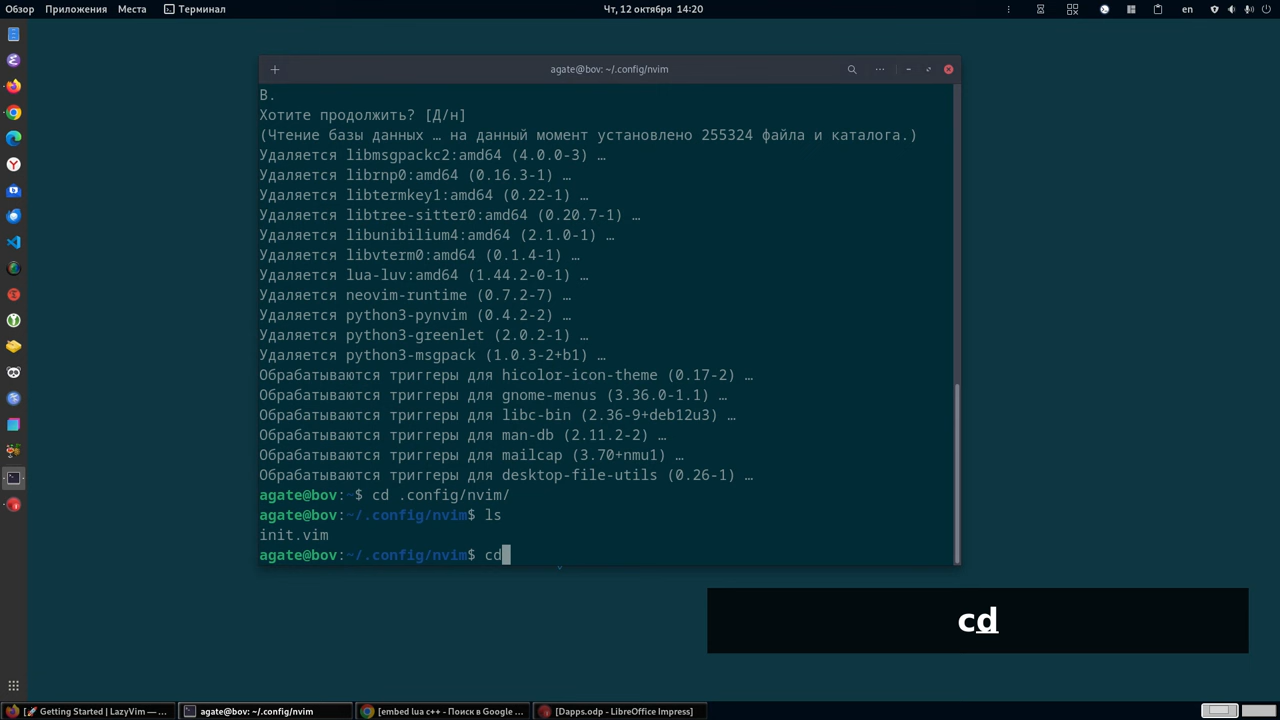 Обзор Приложения Места Терминал Чт, 12 октября 14:20 en
agate@bov: ~/.config/nvim
В.
Хотите продолжить? [Д/н]
(Чтение базы данных … на данный момент установлено 255324 файла и каталога.)
Удаляется libmsgpackc2:amd64 (4.0.0-3) …
Удаляется librnp0:amd64 (0.16.3-1) …
Удаляется libtermkey1:amd64 (0.22-1) …
Удаляется libtree-sitter0:amd64 (0.20.7-1) …
Удаляется libunibilium4:amd64 (2.1.0-1) …
Удаляется libvterm0:amd64 (0.1.4-1) …
Удаляется lua-luv:amd64 (1.44.2-0-1) …
Удаляется neovim-runtime (0.7.2-7) …
Удаляется python3-pynvim (0.4.2-2) …
Удаляется python3-greenlet (2.0.2-1) …
Удаляется python3-msgpack (1.0.3-2+b1) …
Обрабатываются триггеры для hicolor-icon-theme (0.17-2) …
Обрабатываются триггеры для gnome-menus (3.36.0-1.1) …
Обрабатываются триггеры для libc-bin (2.36-9+deb12u3) …
Обрабатываются триггеры для man-db (2.11.2-2) …
Обрабатываются триггеры для mailcap (3.70+nmu1) …
Обрабатываются триггеры для desktop-file-utils (0.26-1) …
agate@bov:~$ cd .config/nvim/
agate@bov:~/.config/nvim$ ls
init.vim
agate@bov:~/.config/nvim$ cd
cd
🚀 Getting Started | LazyVim —… agate@bov: ~/.config/nvim [embed lua c++ - Поиск в Google … [Dapps.odp - LibreOffice Impress]